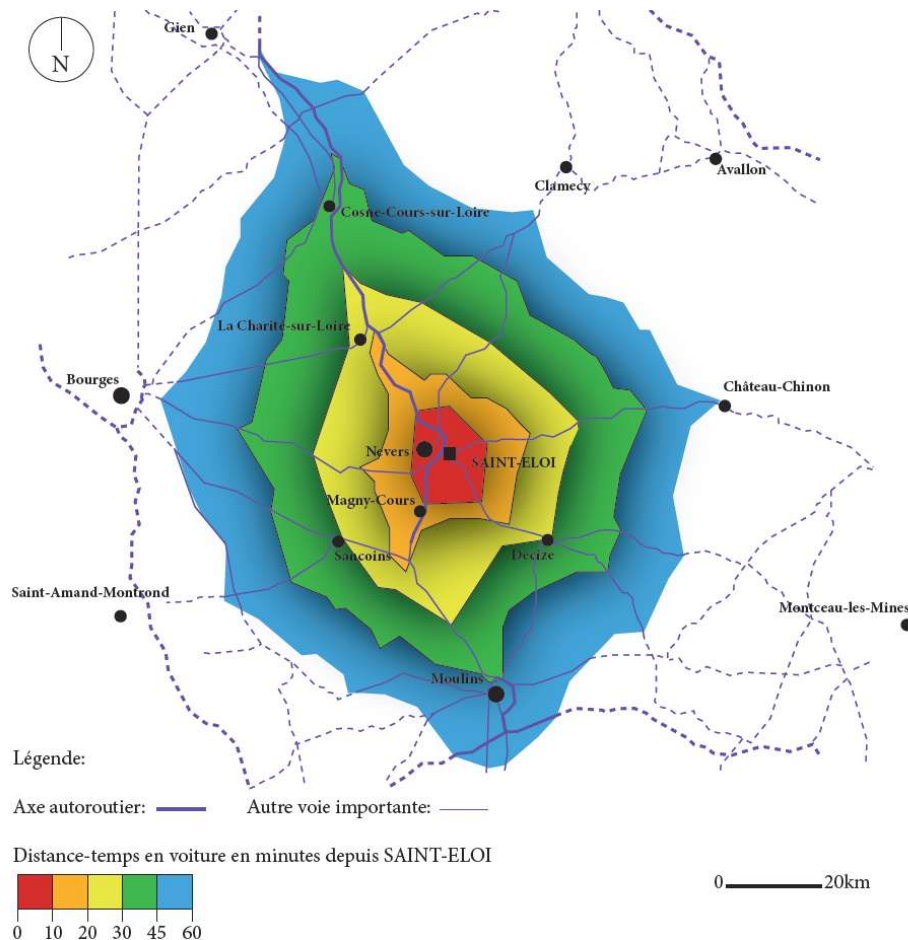 Gien
N
Clamecy
Avallon
Cosne-Cours-sur-Loire
La Charité-sur-Loire
Bourges
Château-Chinon
Nevers
SAINT-ELOI
Magny-Cours
Sancoins
Decize
Saint-Amand-Montrond
Montceau-les-Mines
Moulins
Légende:
Axe autoroutier:
Autre voie importante:
Distance-temps en voiture en minutes depuis SAINT-ELOI
0 10 20 30 45 60
0 20km